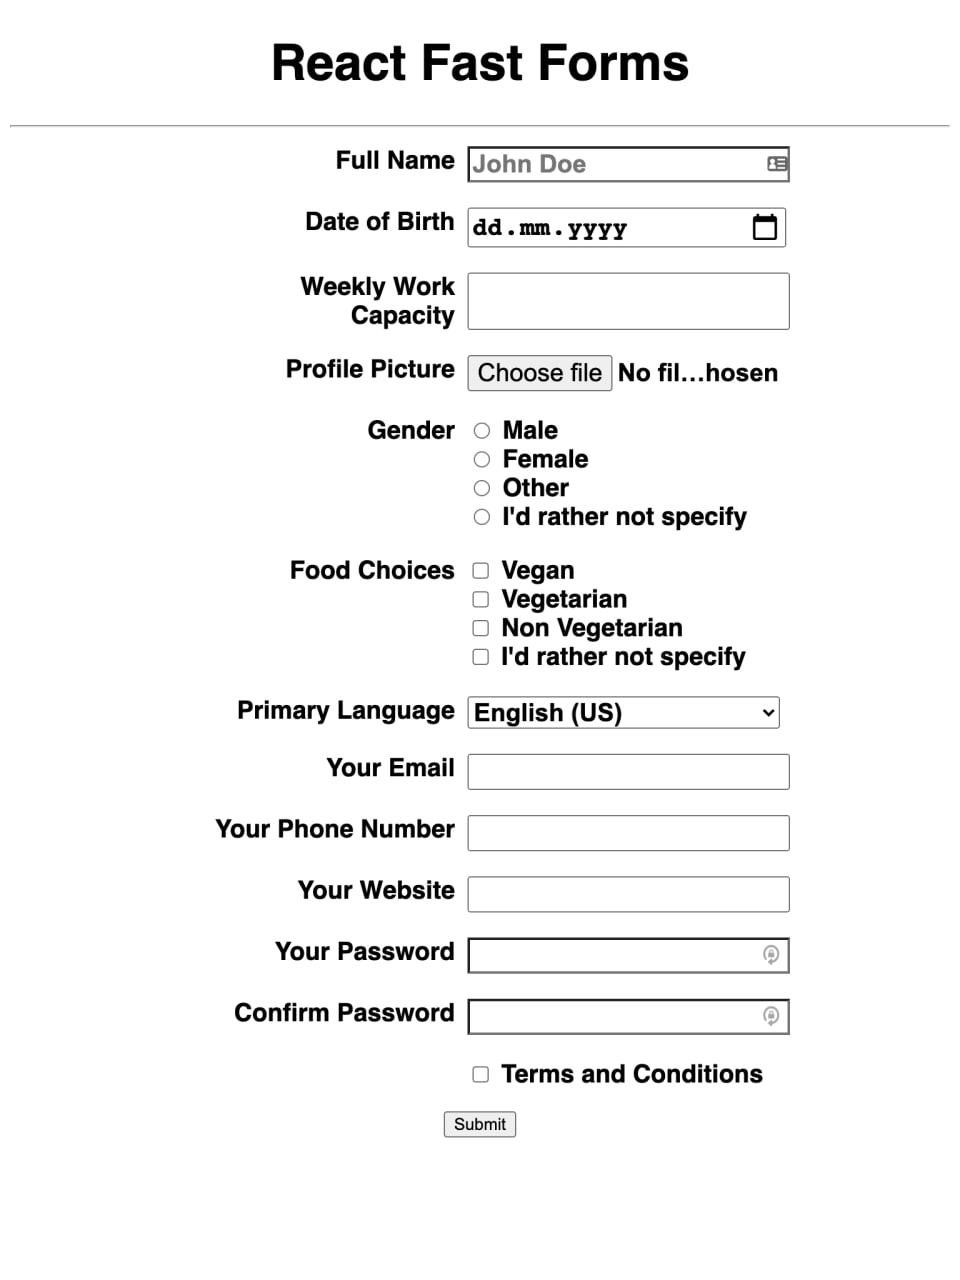 React Fast Forms
Full Name John Doe
Date of Birth dd.mm.yyyy
Weekly Work
Capacity
Profile Picture Choose file No fil...hosen
Gender Male
Female
Other
I'd rather not specify
Food Choices Vegan
Vegetarian
Non Vegetarian
I'd rather not specify
Primary Language English (US)
Your Email
Your Phone Number
Your Website
Your Password
Confirm Password
Terms and Conditions
Submit